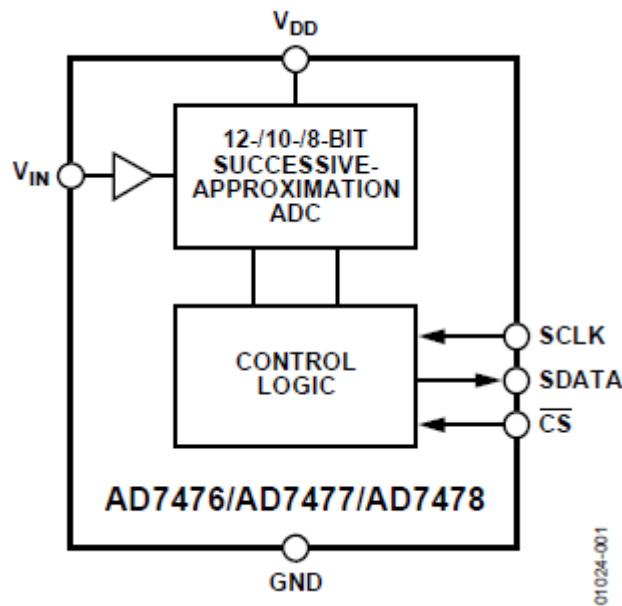 VDD
12-/10-/8-BIT
SUCCESSIVE-
APPROXIMATION
ADC
VIN
CONTROL
LOGIC
SCLK
SDATA
CS
AD7476/AD7477/AD7478
GND
01024-001